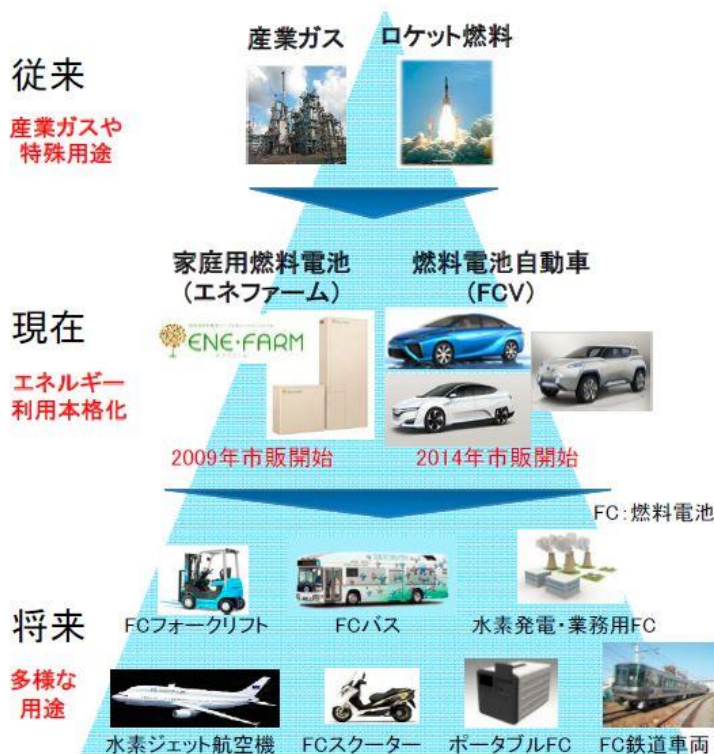 産業ガス
ロケット燃料
従来
産業ガスや
特殊用途
家庭用燃料電池
(エネファーム)
燃料電池自動車
(FCV)
現在
ENE・FARM
エネルギー
利用本格化
2009年市販開始
2014年市販開始
FC:燃料電池
将来
FCフォークリフト
FCバス
水素発電・業務用FC
多様な
用途
水素ジェット航空機
FCスクーター
ポータブルFC
FC鉄道車両